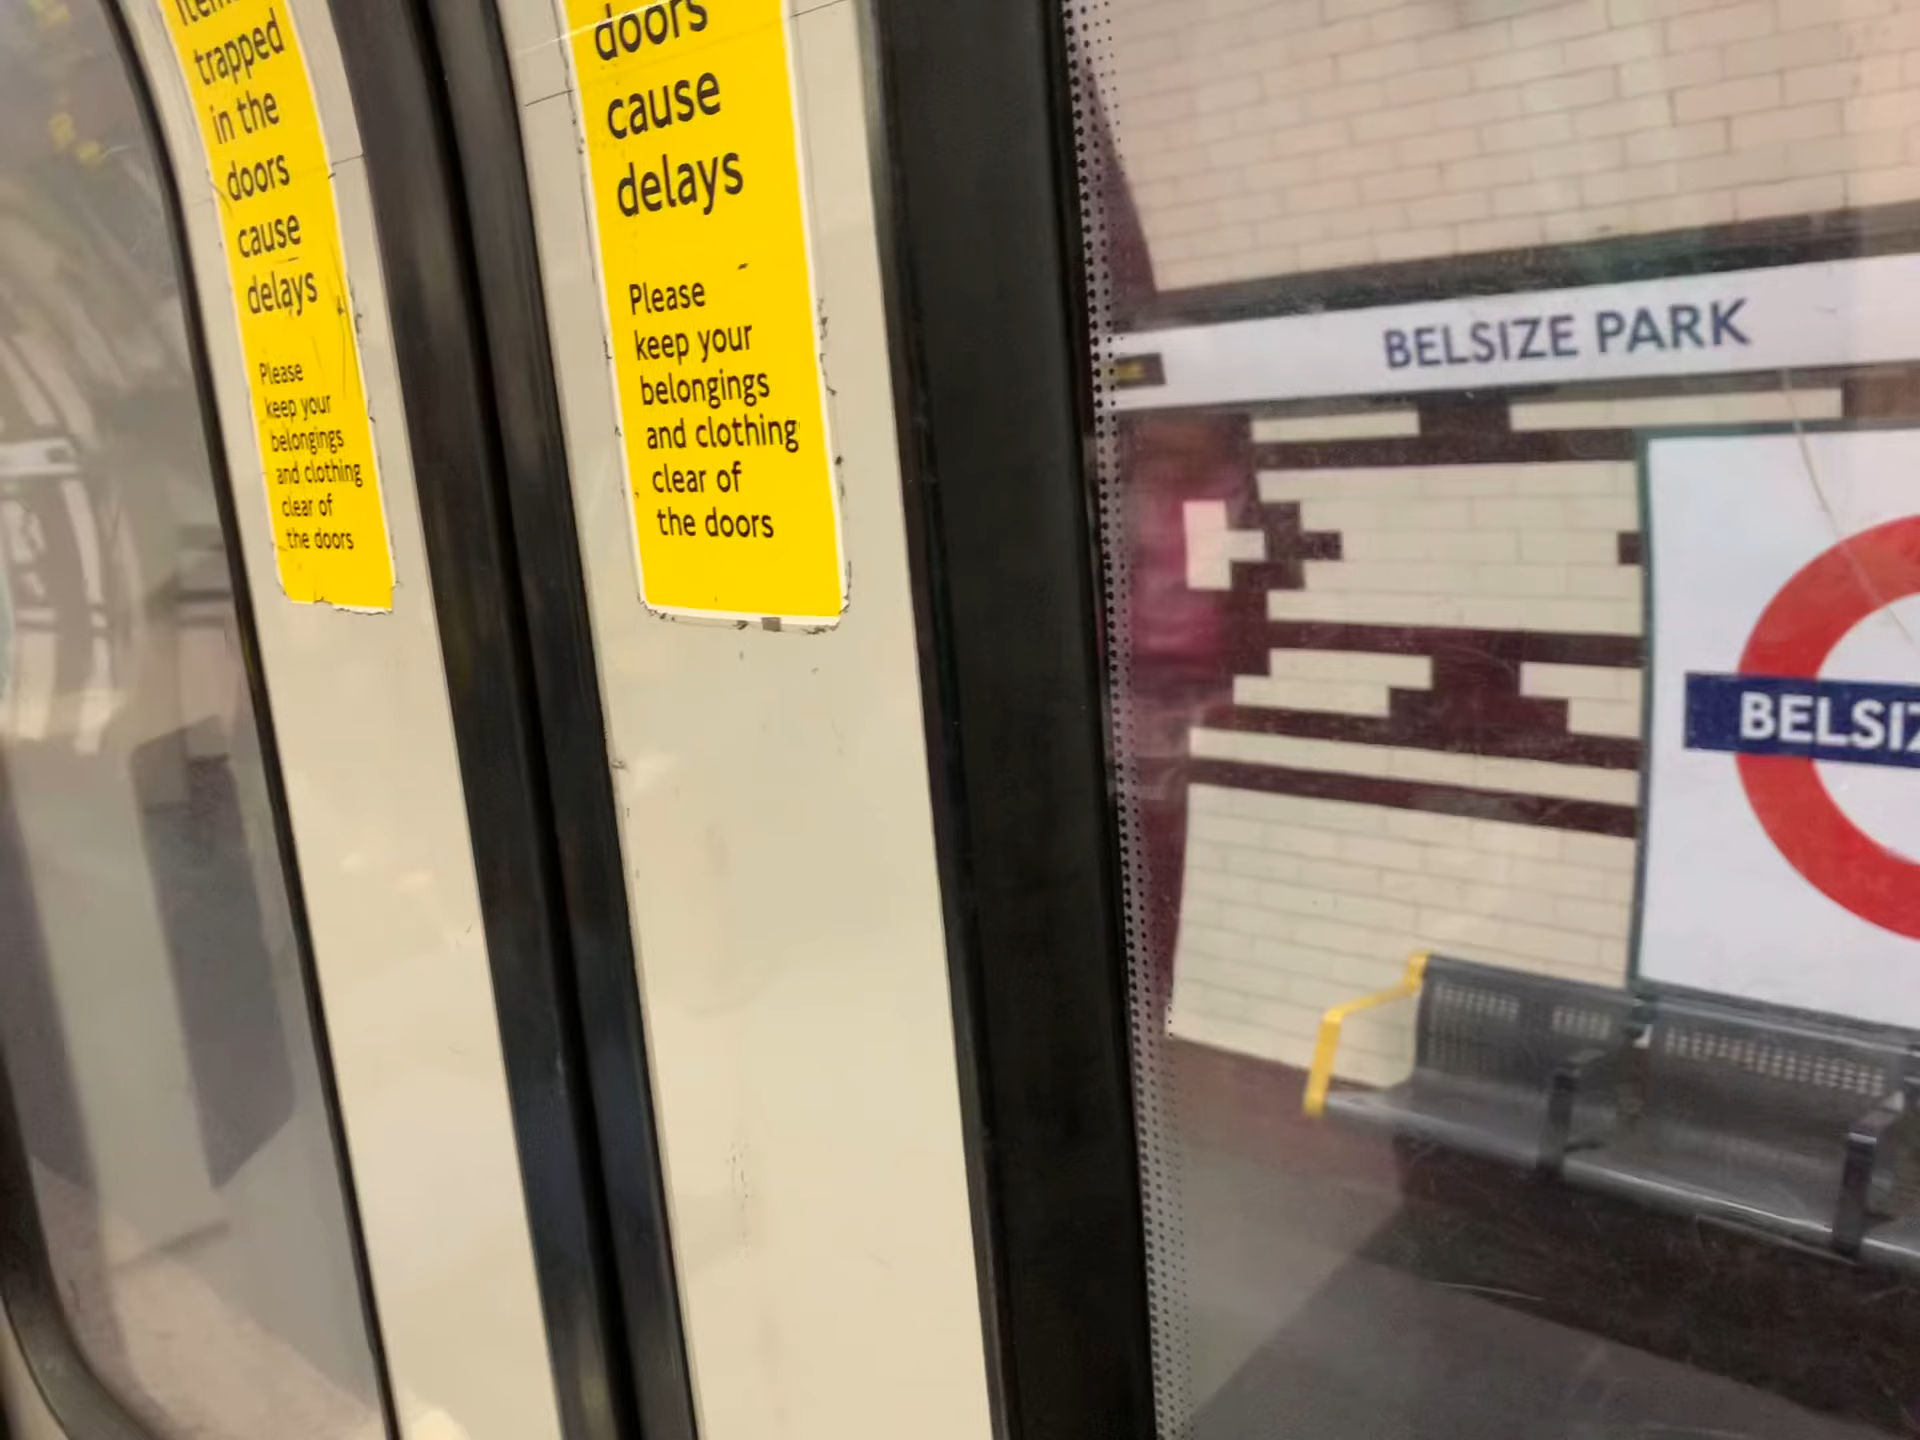 trapped
in the
doors
cause
delays
Please
keep your
belongings
and clothing
clear of
the doors
doors
cause
delays
Please
keep your
belongings
and clothing
clear of
the doors
BELSIZE PARK
BELSIZ